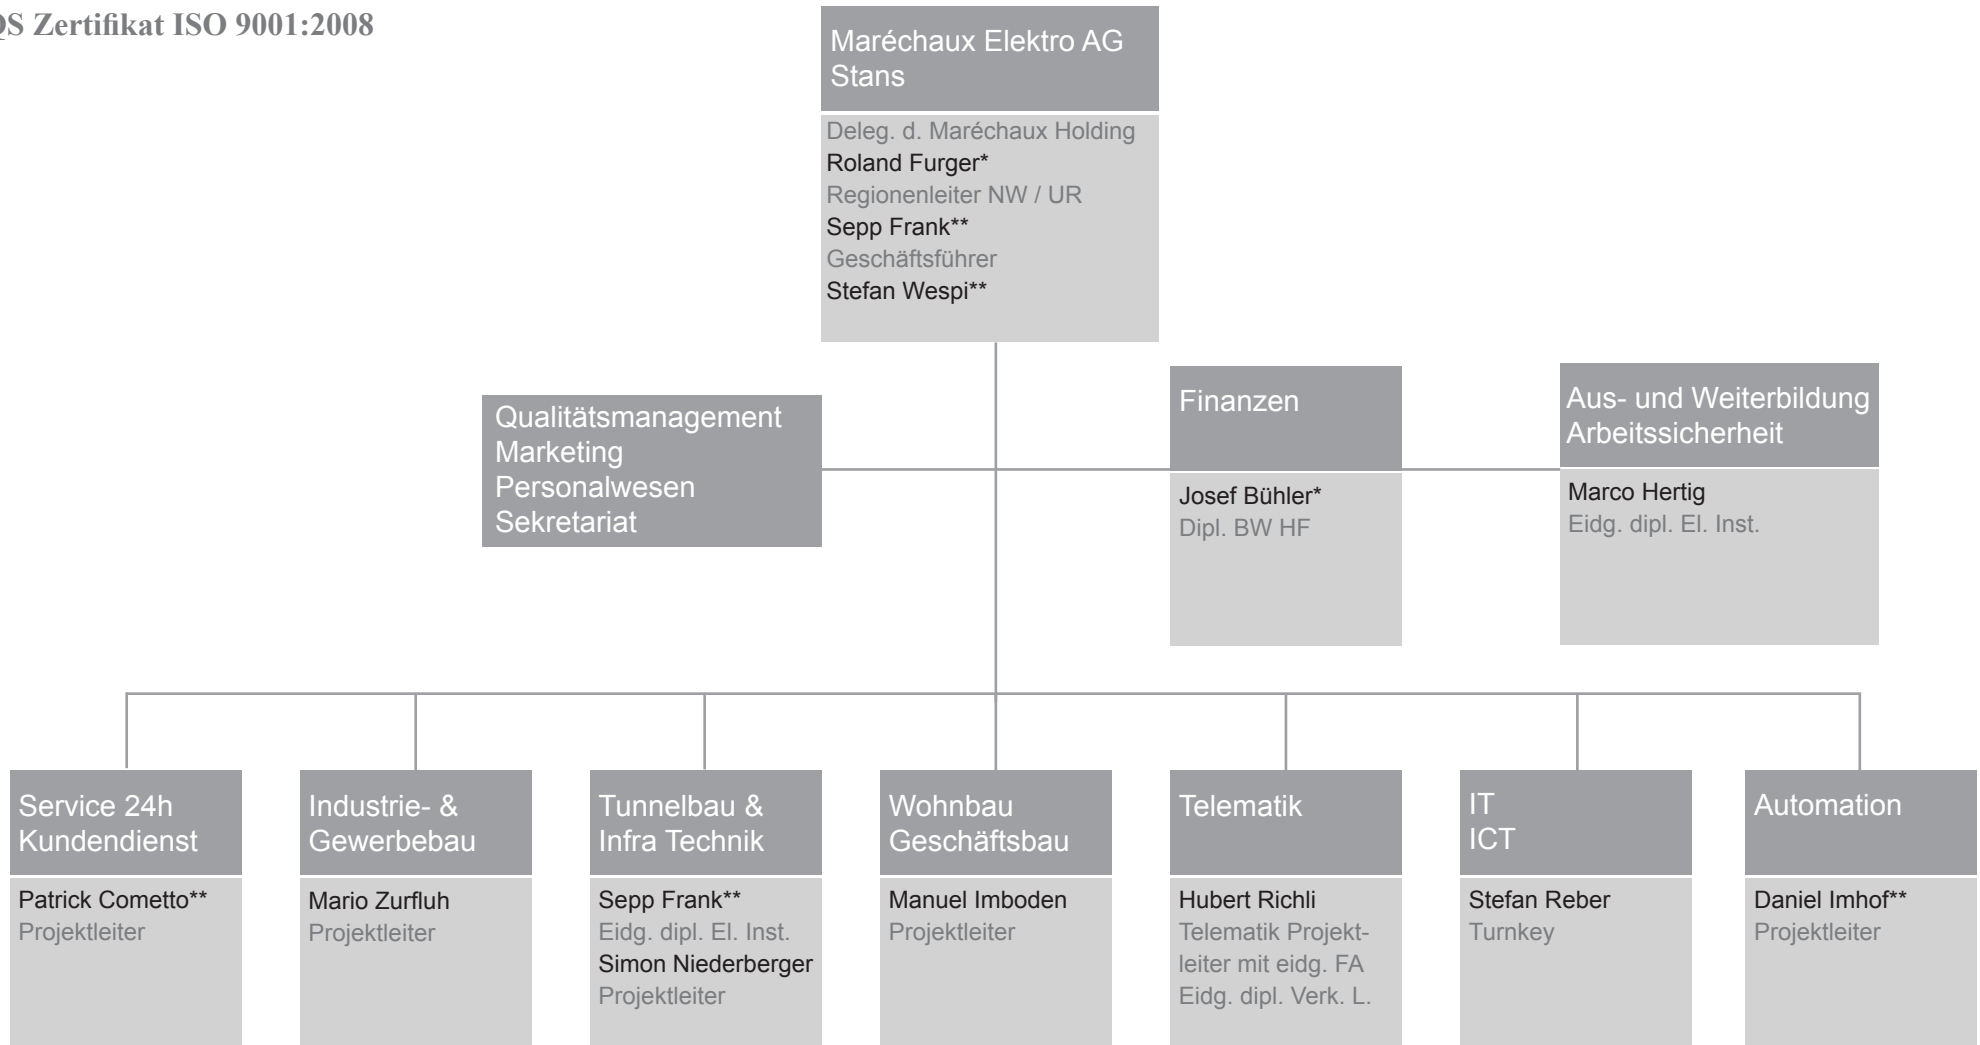 Zertifikat ISO 9001:2008
Maréchaux Elektro AG
Stans
Deleg. d. Maréchaux Holding
Roland Furger*
Regionenleiter NW / UR
Sepp Frank**
Geschäftsführer
Stefan Wespi**
Qualitätsmanagement
Marketing
Personalwesen
Sekretariat
Finanzen
Josef Bühler*
Dipl. BW HF
Aus- und Weiterbildung
Arbeitssicherheit
Marco Hertig
Eidg. dipl. El. Inst.
Service 24h
Kundendienst
Patrick Cometto**
Projektleiter
Industrie- &
Gewerbebau
Mario Zurfluh
Projektleiter
Tunnelbau &
Infra Technik
Sepp Frank**
Eidg. dipl. El. Inst.
Simon Niederberger
Projektleiter
Wohnbau
Geschäftsbau
Manuel Imboden
Projektleiter
Telematik
Hubert Richli
Telematik Projekt-
leiter mit eidg. FA
Eidg. dipl. Verk. L.
IT
ICT
Stefan Reber
Turnkey
Automation
Daniel Imhof**
Projektleiter